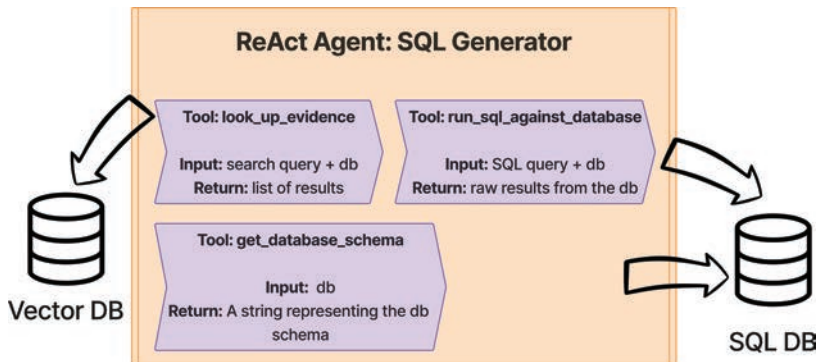 ReAct Agent: SQL Generator
Tool: look_up_evidence
Input: search query + db
Return: list of results
Tool: run_sql_against_database
Input: SQL query + db
Return: raw results from the db
Tool: get_database_schema
Input: db
Return: A string representing the db
schema
Vector DB
SQL DB